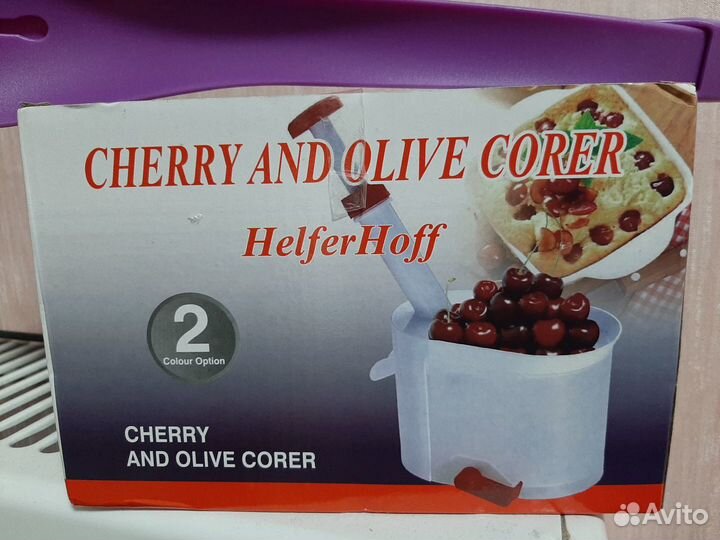 CHERRY AND OLIVE CORER
HelferHoff
2
Colour Option
CHERRY
AND OLIVE CORER
Avito